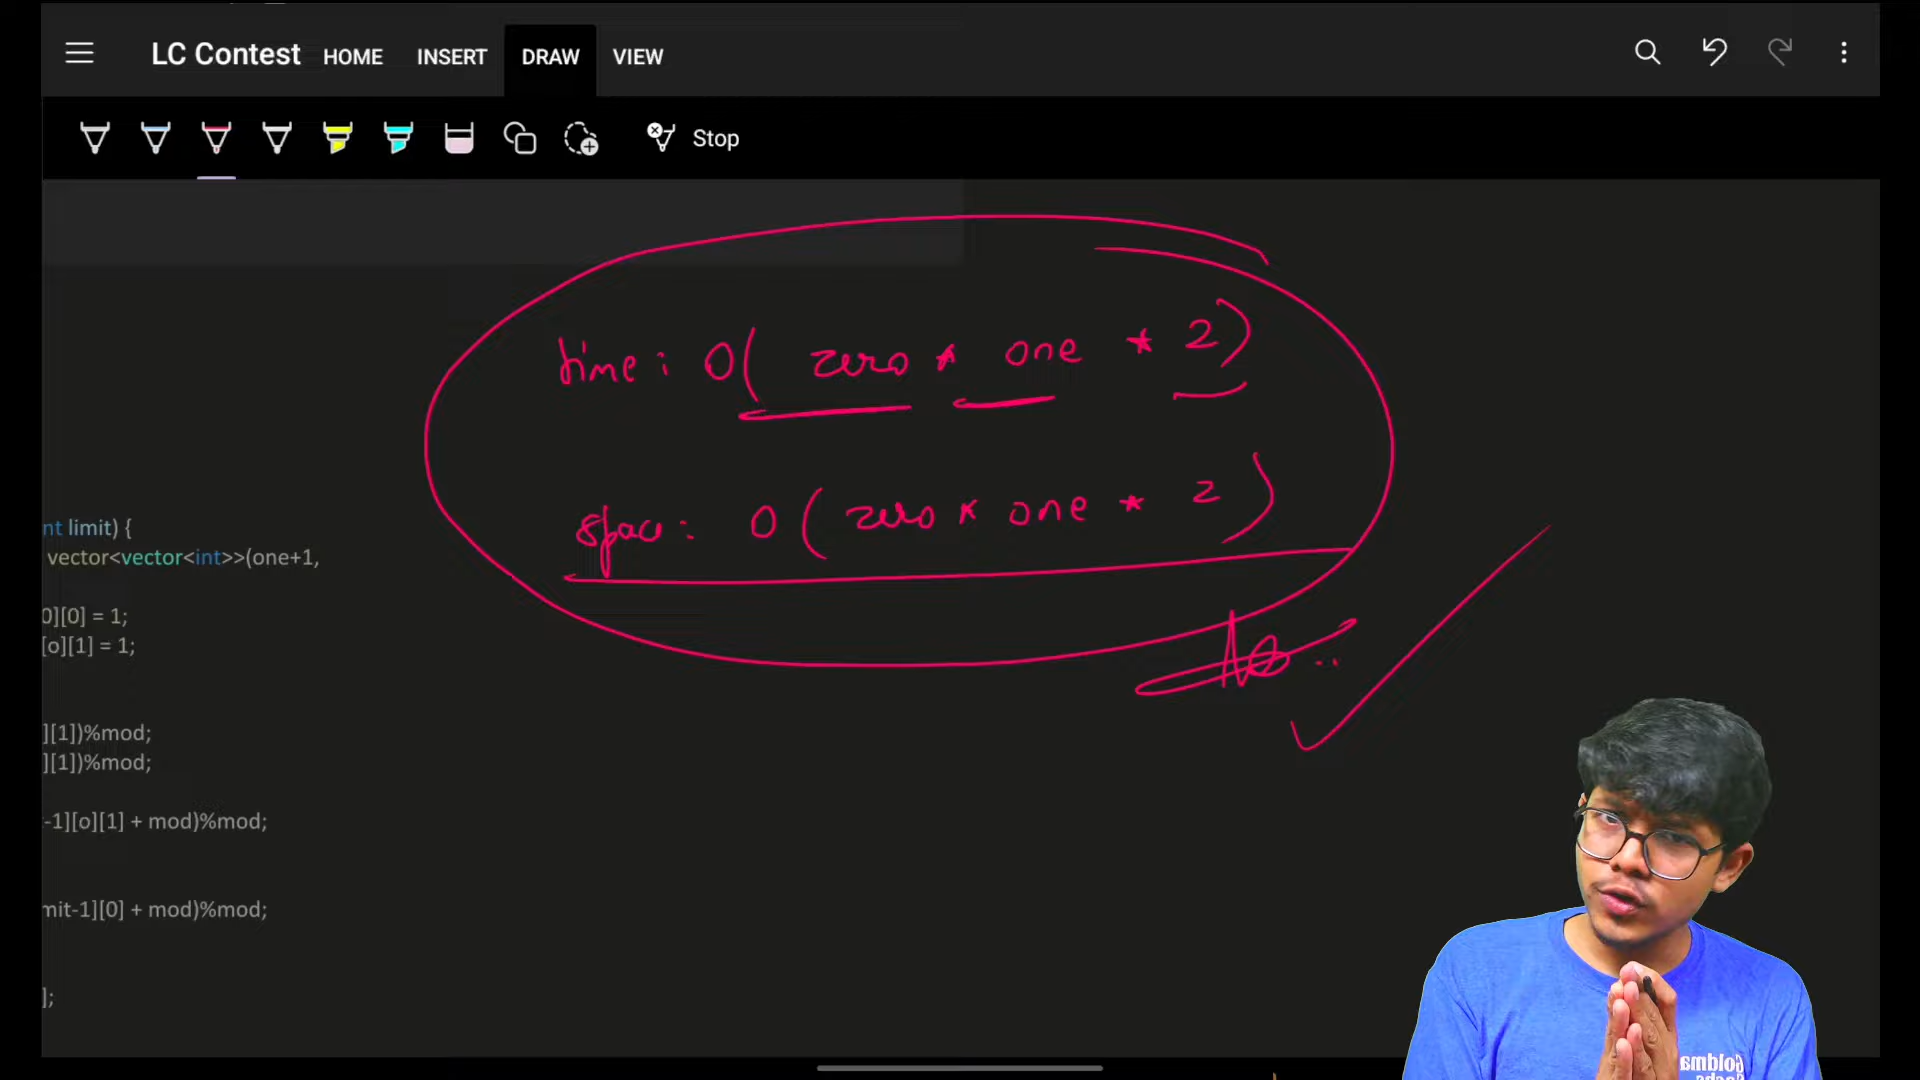 LC Contest HOME INSERT DRAW VIEW
Stop
time: O( zero * one * 2)
space: O ( zero * one * 2 )
nt limit) {
vector<vector<int>>(one+1,
0][0] = 1;
[o][1] = 1;
][1])%mod;
][1])%mod;
-1][o][1] + mod)%mod;
mit-1][0] + mod)%mod;
];
Goldma